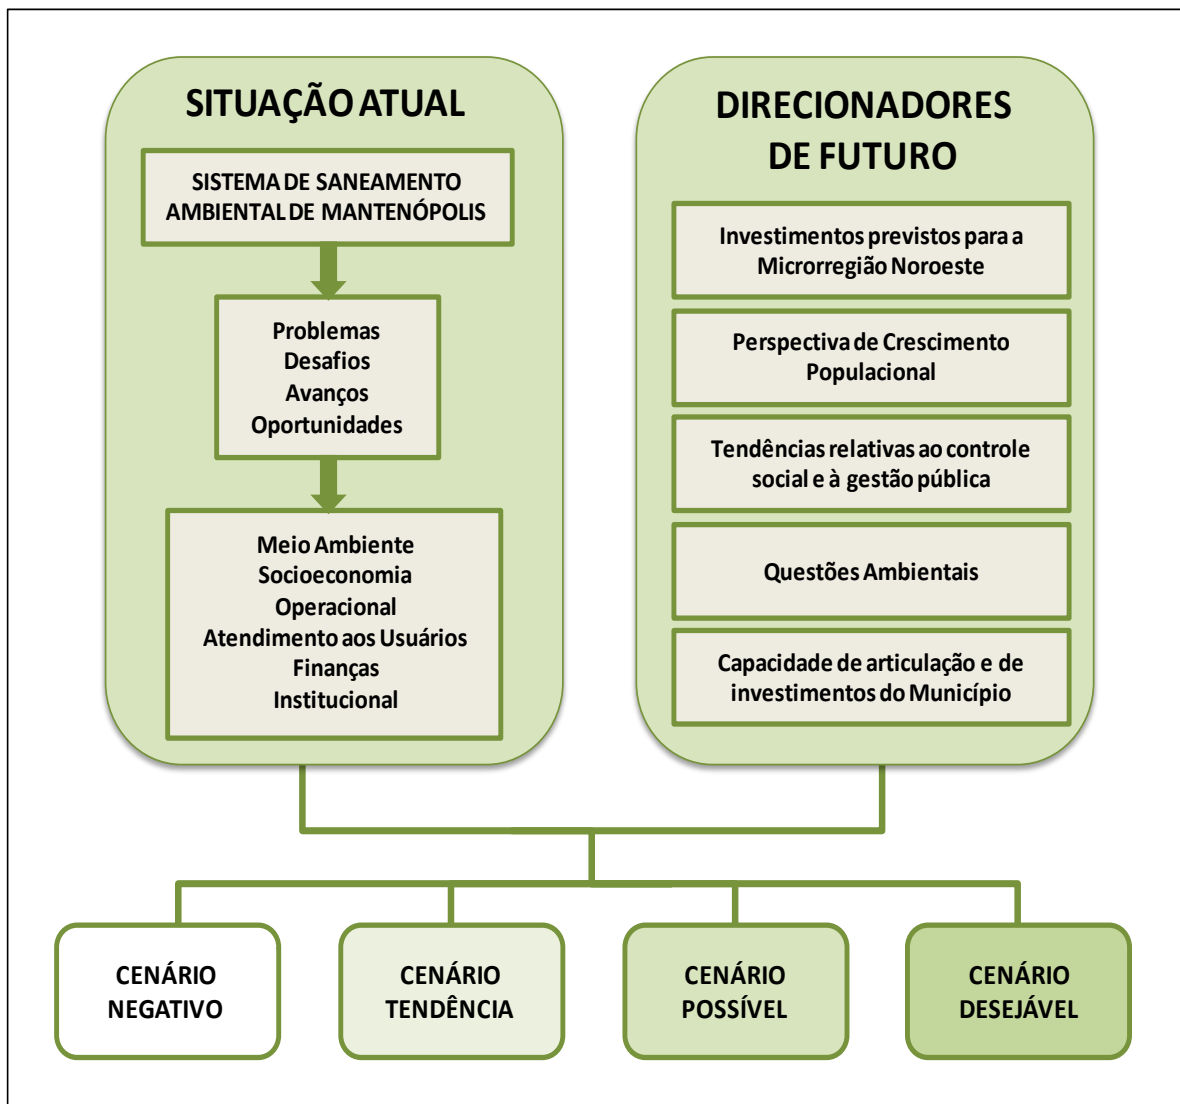 SITUAÇÃO ATUAL
SISTEMA DE SANEAMENTO
AMBIENTAL DE MANTENÓPOLIS
Problemas
Desafios
Avanços
Oportunidades
Meio Ambiente
Socioeconomia
Operacional
Atendimento aos Usuários
Finanças
Institucional
DIRECIONADORES
DE FUTURO
Investimentos previstos para a
Microrregião Noroeste
Perspectiva de Crescimento
Populacional
Tendências relativas ao controle
social e à gestão pública
Questões Ambientais
Capacidade de articulação e de
investimentos do Município
CENÁRIO
NEGATIVO
CENÁRIO
TENDÊNCIA
CENÁRIO
POSSÍVEL
CENÁRIO
DESEJÁVEL